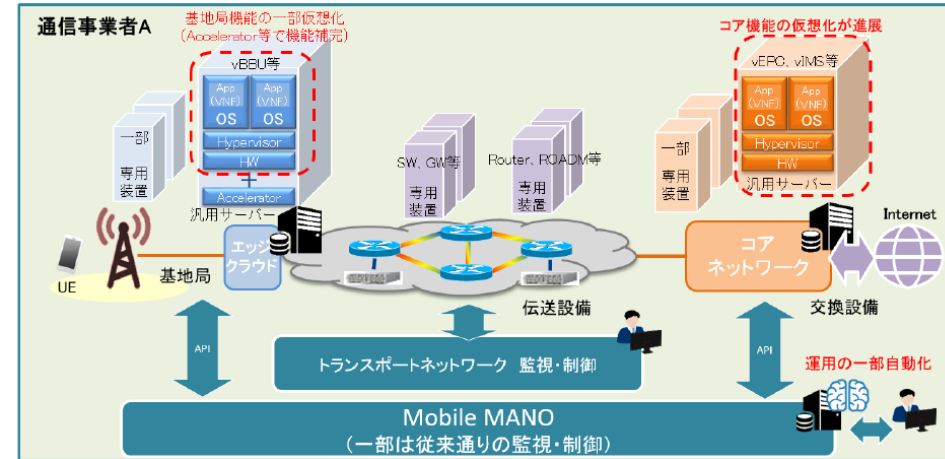 通信事業者A
基地局機能の一部仮想化
(Accelerator等で機能補完)
vBBU等
App
(VNF)
OS
App
(VNF)
OS
Hypervisor
HW
+
Accelerator
汎用サーバー
一部
専用
装置
SW、GW等
専用
装置
Router、ROADM等
専用
装置
コア機能の仮想化が進展
vEPC、vIMS等
App
(VNF)
OS
App
(VNF)
OS
Hypervisor
HW
汎用サーバー
一部
専用
装置
UE
基地局
エッジ
クラウド
伝送設備
コア
ネットワーク
Internet
交換設備
API
トランスポートネットワーク 監視・制御
API
運用の一部自動化
Mobile MANO
(一部は従来通りの監視・制御)